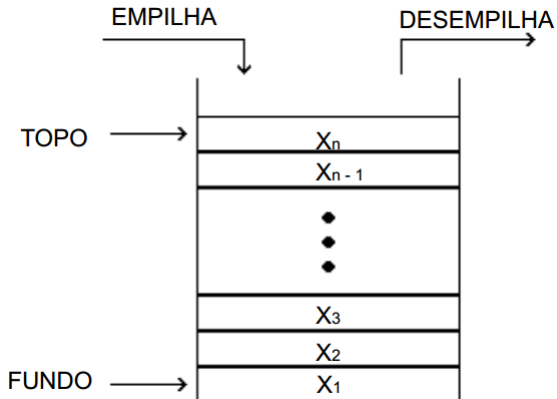 EMPILHA
DESEMPILHA
TOPO
Xn
Xn - 1
X3
X2
FUNDO
X1